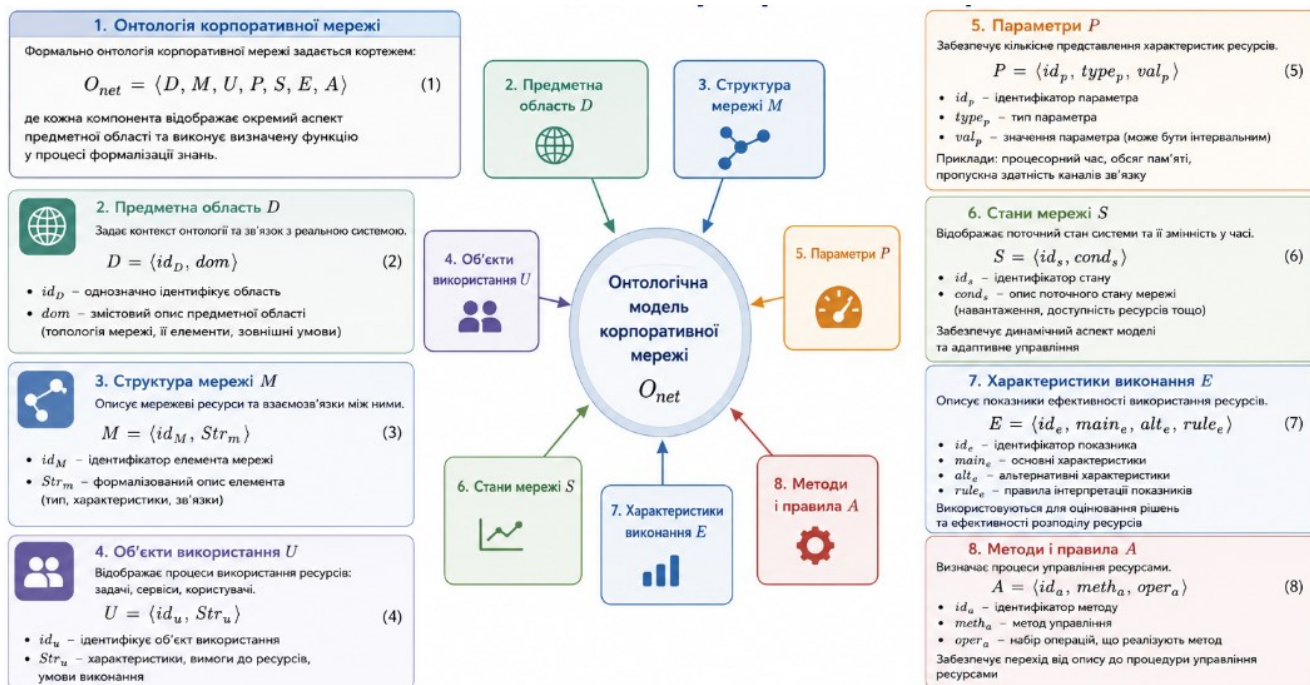 1. Онтологія корпоративної мережі
Формально онтологія корпоративної мережі задається кортежем:
O_net = ⟨D, M, U, P, S, E, A⟩ (1)
де кожна компонента відображає окремий аспект
предметної області та виконує визначену функцію
у процесі формалізації знань.
2. Предметна область D
Задає контекст онтології та зв'язок з реальною системою.
D = ⟨id_D, dom⟩ (2)
• id_D – однозначно ідентифікує область
• dom – змістовий опис предметної області
(топологія мережі, її елементи, зовнішні умови)
3. Структура мережі M
Описує мережеві ресурси та взаємозв'язки між ними.
M = ⟨id_M, Str_m⟩ (3)
• id_M – ідентифікатор елемента мережі
• Str_m – формалізований опис елемента
(тип, характеристики, зв'язки)
4. Об'єкти використання U
Відображає процеси використання ресурсів:
задачі, сервіси, користувачі.
U = ⟨id_u, Str_u⟩ (4)
• id_u – ідентифікує об'єкт використання
• Str_u – характеристики, вимоги до ресурсів,
умови виконання
2. Предметна
область D
3. Структура
мережі M
4. Об'єкти
використання U
5. Параметри P
Онтологічна
модель
корпоративної
мережі
O_net
6. Стани мережі S
7. Характеристики
виконання E
8. Методи
і правила A
5. Параметри P
Забезпечує кількісне представлення характеристик ресурсів.
P = ⟨id_p, type_p, val_p⟩ (5)
• id_p – ідентифікатор параметра
• type_p – тип параметра
• val_p – значення параметра (може бути інтервальним)
Приклади: процесорний час, обсяг пам'яті,
пропускна здатність каналів зв'язку
6. Стани мережі S
Відображає поточний стан системи та її змінність у часі.
S = ⟨id_s, cond_s⟩ (6)
• id_s – ідентифікатор стану
• cond_s – опис поточного стану мережі
(навантаження, доступність ресурсів тощо)
Забезпечує динамічний аспект моделі
та адаптивне управління
7. Характеристики виконання E
Описує показники ефективності використання ресурсів.
E = ⟨id_e, main_e, alt_e, rule_e⟩ (7)
• id_e – ідентифікатор показника
• main_e – основні характеристики
• alt_e – альтернативні характеристики
• rule_e – правила інтерпретації показників
Використовуються для оцінювання рішень
та ефективності розподілу ресурсів
8. Методи і правила A
Визначає процеси управління ресурсами.
A = ⟨id_a, meth_a, oper_a⟩ (8)
• id_a – ідентифікатор методу
• meth_a – метод управління
• oper_a – набір операцій, що реалізують метод
Забезпечує перехід від опису до процедури управління
ресурсами